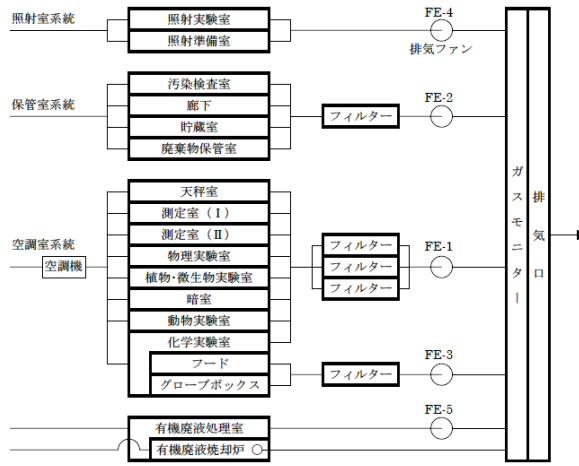 照射室系統
照射実験室
照射準備室
FE-4
排気ファン
保管室系統
汚染検査室
廊下
貯蔵室
廃棄物保管室
フィルター
FE-2
空調室系統
空調機
天秤室
測定室（Ⅰ）
測定室（Ⅱ）
物理実験室
植物・微生物実験室
暗室
動物実験室
化学実験室
フード
グローブボックス
フィルター
フィルター
フィルター
FE-1
フィルター
FE-3
有機廃液処理室
有機廃液焼却炉
FE-5
ガスモニター
排気口